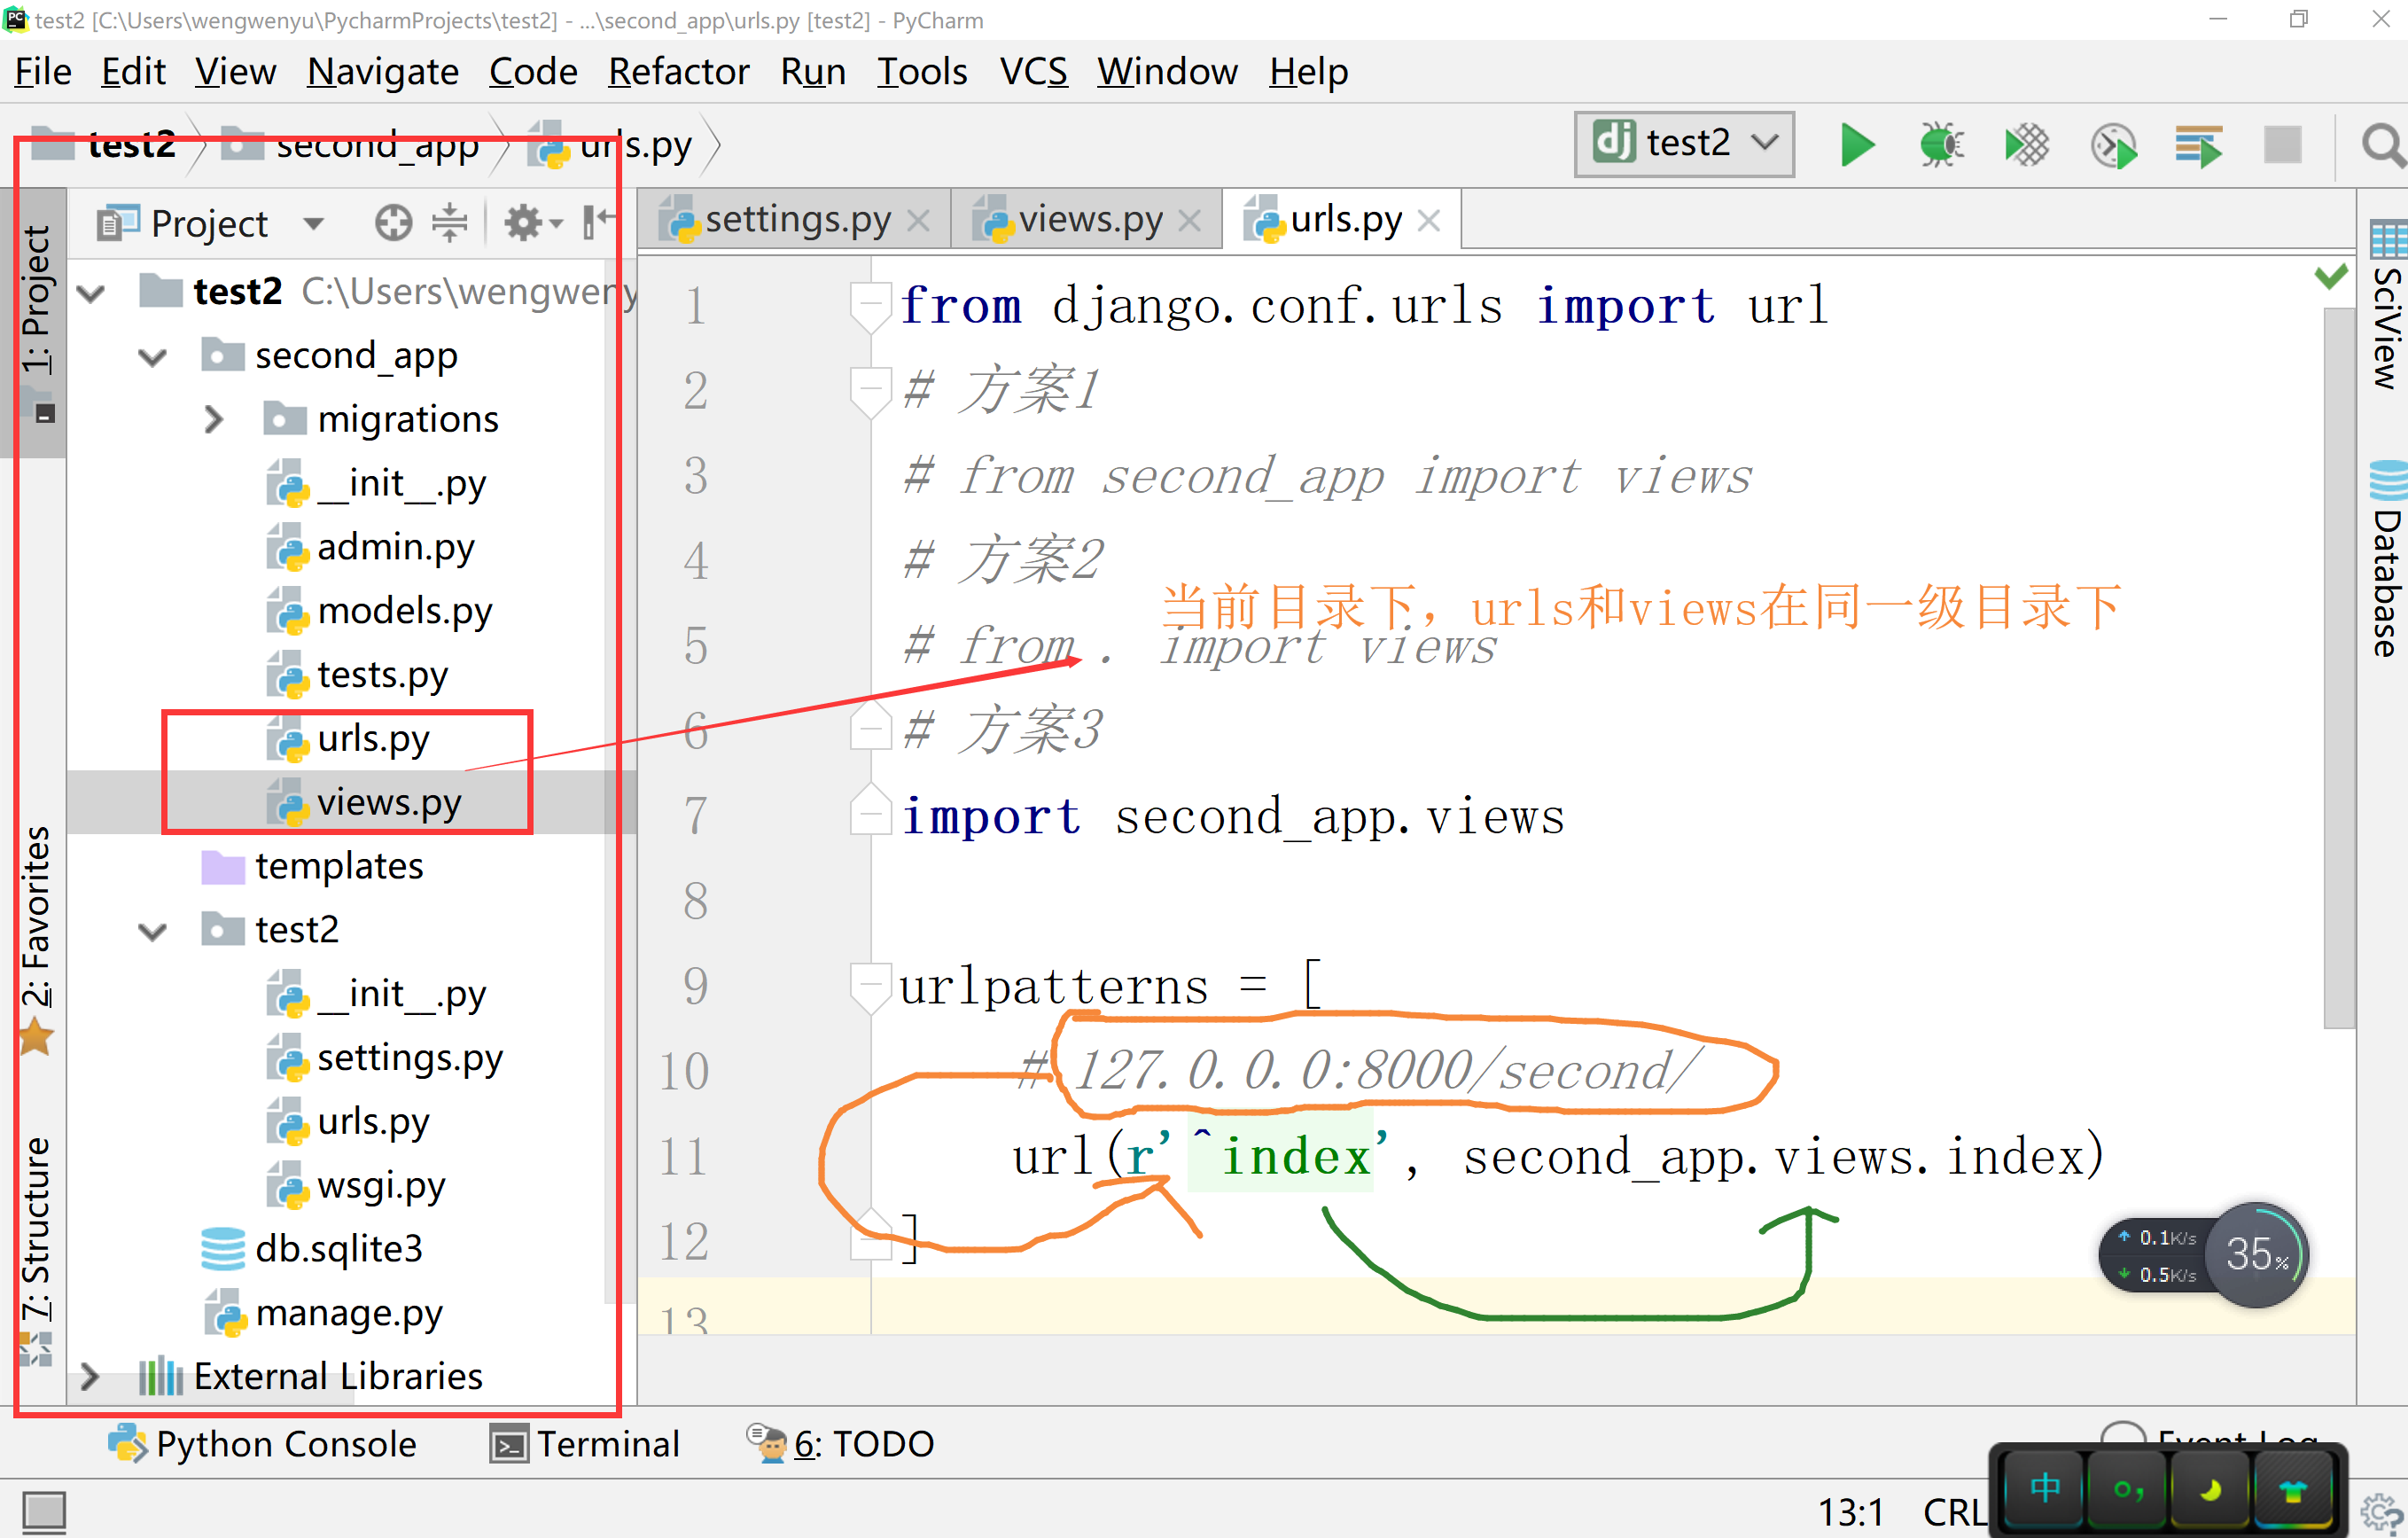 test2 [C:\Users\wengwenyu\PycharmProjects\test2] - ...\second_app\urls.py [test2] - PyCharm
File Edit View Navigate Code Refactor Run Tools VCS Window Help
test2 second_app urls.py
test2
Project
settings.py views.py urls.py
1: Project
2: Favorites
7: Structure
test2 C:\Users\wengweny
second_app
migrations
__init__.py
admin.py
models.py
tests.py
urls.py
views.py
templates
test2
__init__.py
settings.py
urls.py
wsgi.py
db.sqlite3
manage.py
External Libraries
1 from django.conf.urls import url
2 # 方案1
3 # from second_app import views
4 # 方案2
当前目录下，urls和views在同一级目录下
5 # from . import views
6 # 方案3
7 import second_app.views
8
9 urlpatterns = [
10 # 127.0.0.0:8000/second/
11 url(r'^index', second_app.views.index)
12 ]
13
SciView
Database
0.1K/s
0.5K/s
35%
Python Console Terminal 6: TODO Event Log
13:1 CRL
中